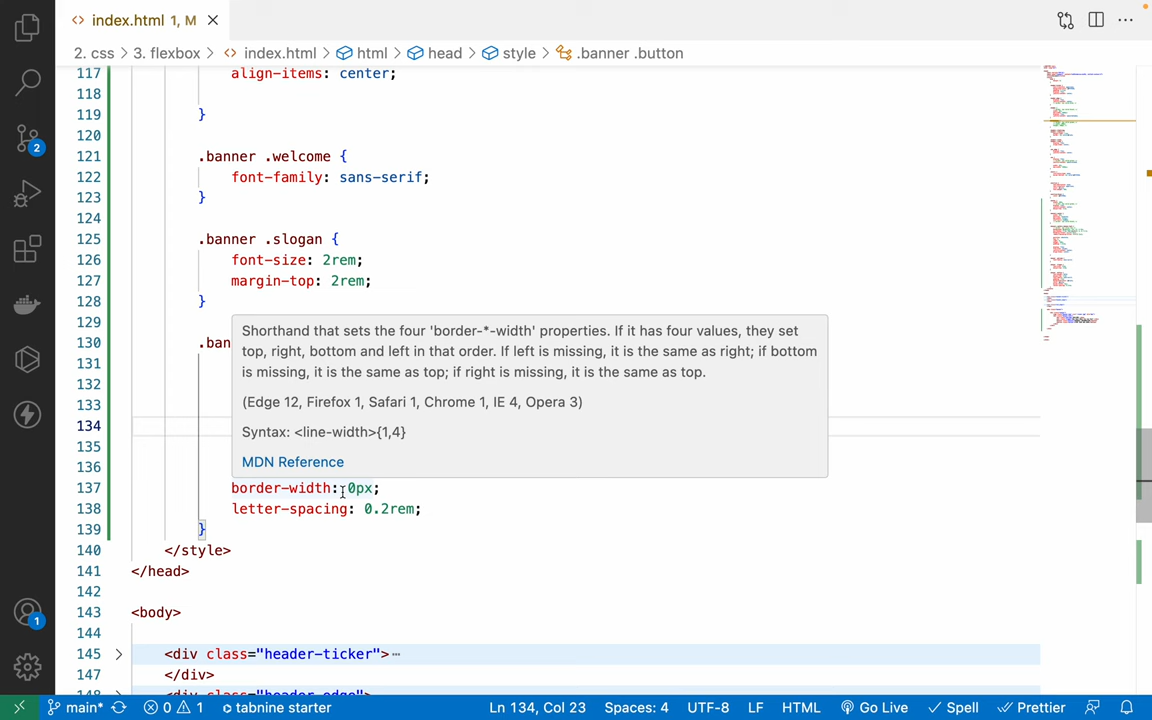 index.html 1, M
2. css > 3. flexbox > index.html > html > head > style > .banner .button
117 align-items: center;
118
119 }
120
121 .banner .welcome {
122 font-family: sans-serif;
123 }
124
125 .banner .slogan {
126 font-size: 2rem;
127 margin-top: 2rem;
128 }
129
130 .ban
131
132
133
134
135
136
Shorthand that sets the four 'border-*-width' properties. If it has four values, they set
top, right, bottom and left in that order. If left is missing, it is the same as right; if bottom
is missing, it is the same as top; if right is missing, it is the same as top.
(Edge 12, Firefox 1, Safari 1, Chrome 1, IE 4, Opera 3)
Syntax: <line-width>{1,4}
MDN Reference
137 border-width: 0px;
138 letter-spacing: 0.2rem;
139 }
140 </style>
141 </head>
142
143 <body>
144
145 <div class="header-ticker">⋯
147 </div>
148 <div class="header-edge">
2
1
main* 0 1 tabnine starter Ln 134, Col 23 Spaces: 4 UTF-8 LF HTML Go Live Spell Prettier